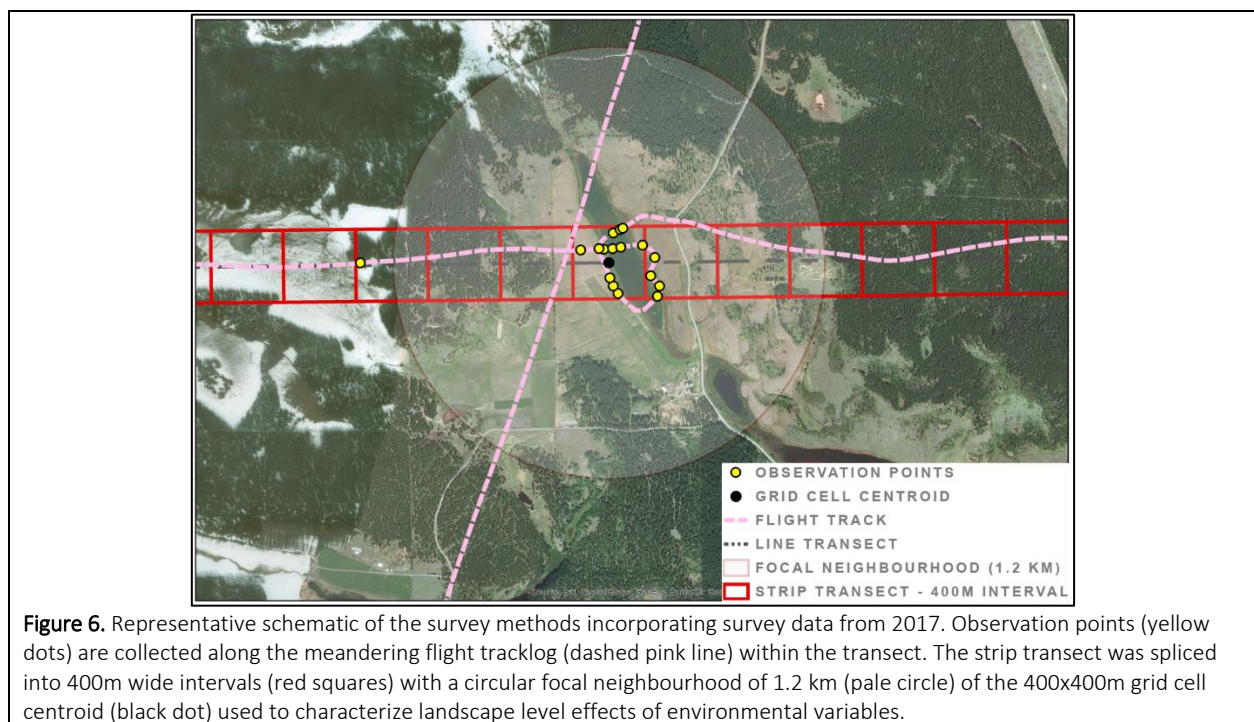 OBSERVATION POINTS
GRID CELL CENTROID
FLIGHT TRACK
LINE TRANSECT
FOCAL NEIGHBOURHOOD (1.2 KM)
STRIP TRANSECT - 400M INTERVAL
Figure 6. Representative schematic of the survey methods incorporating survey data from 2017. Observation points (yellow
dots) are collected along the meandering flight tracklog (dashed pink line) within the transect. The strip transect was spliced
into 400m wide intervals (red squares) with a circular focal neighbourhood of 1.2 km (pale circle) of the 400x400m grid cell
centroid (black dot) used to characterize landscape level effects of environmental variables.